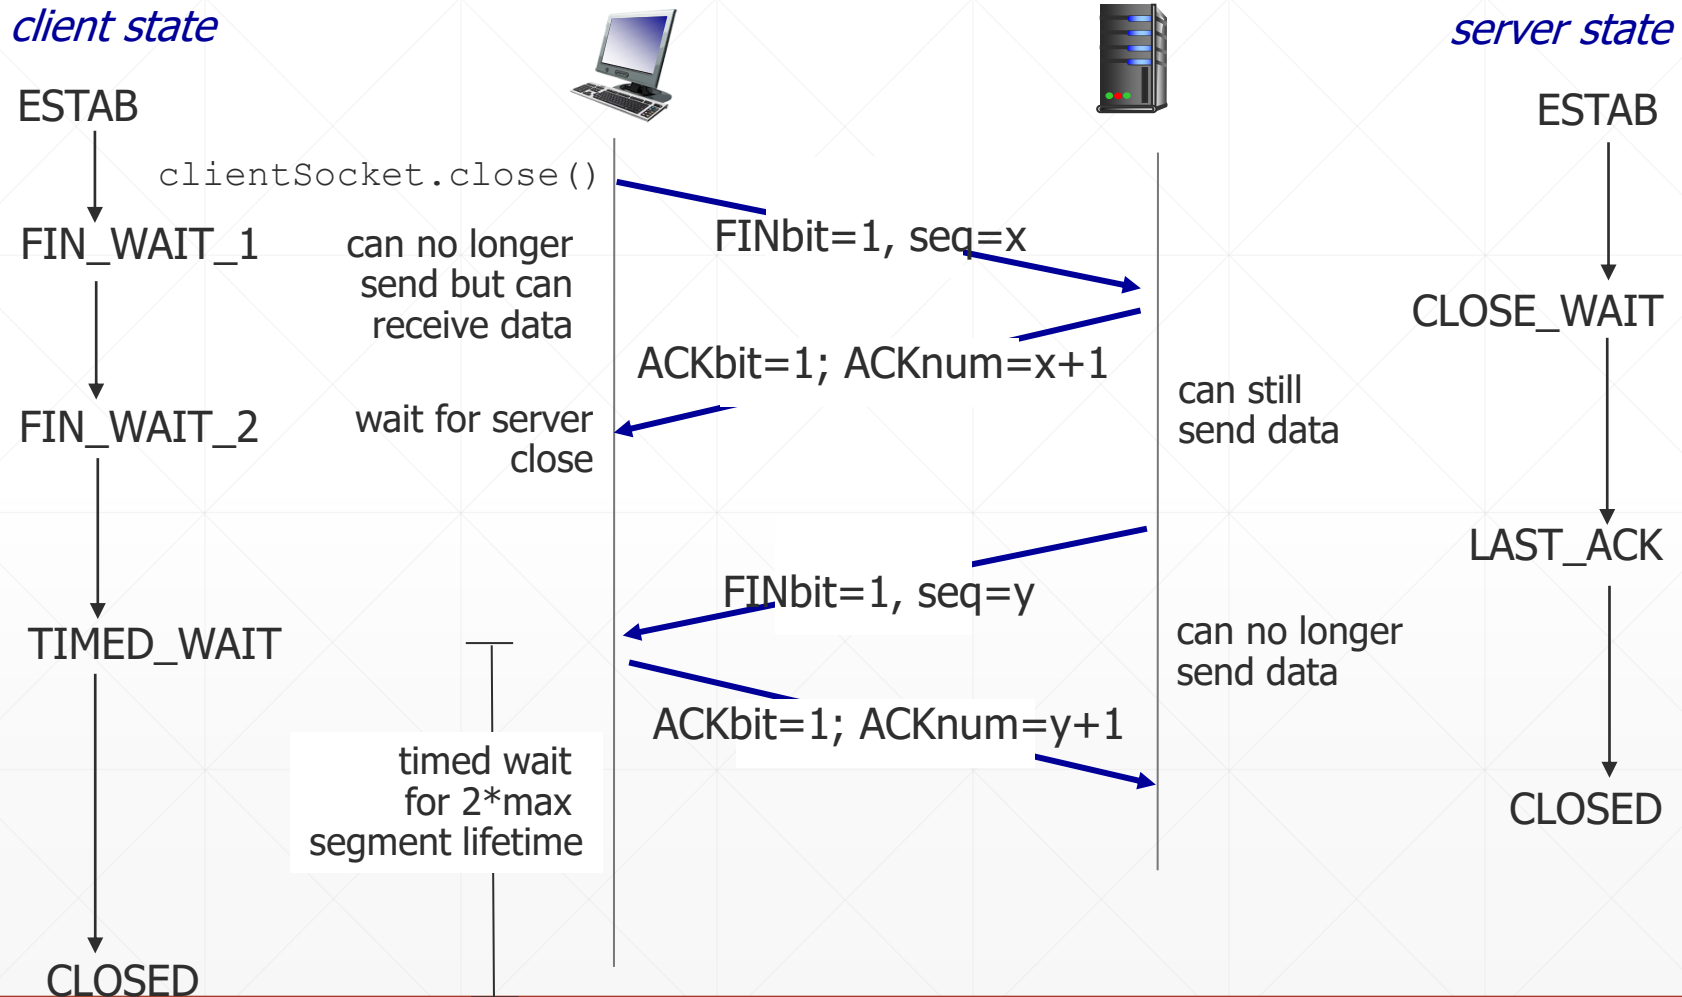 client state
server state
ESTAB
ESTAB
clientSocket.close()
FIN_WAIT_1
can no longer
send but can
receive data
FINbit=1, seq=x
CLOSE_WAIT
ACKbit=1; ACKnum=x+1
can still
send data
FIN_WAIT_2
wait for server
close
LAST_ACK
FINbit=1, seq=y
TIMED_WAIT
can no longer
send data
ACKbit=1; ACKnum=y+1
timed wait
for 2*max
segment lifetime
CLOSED
CLOSED